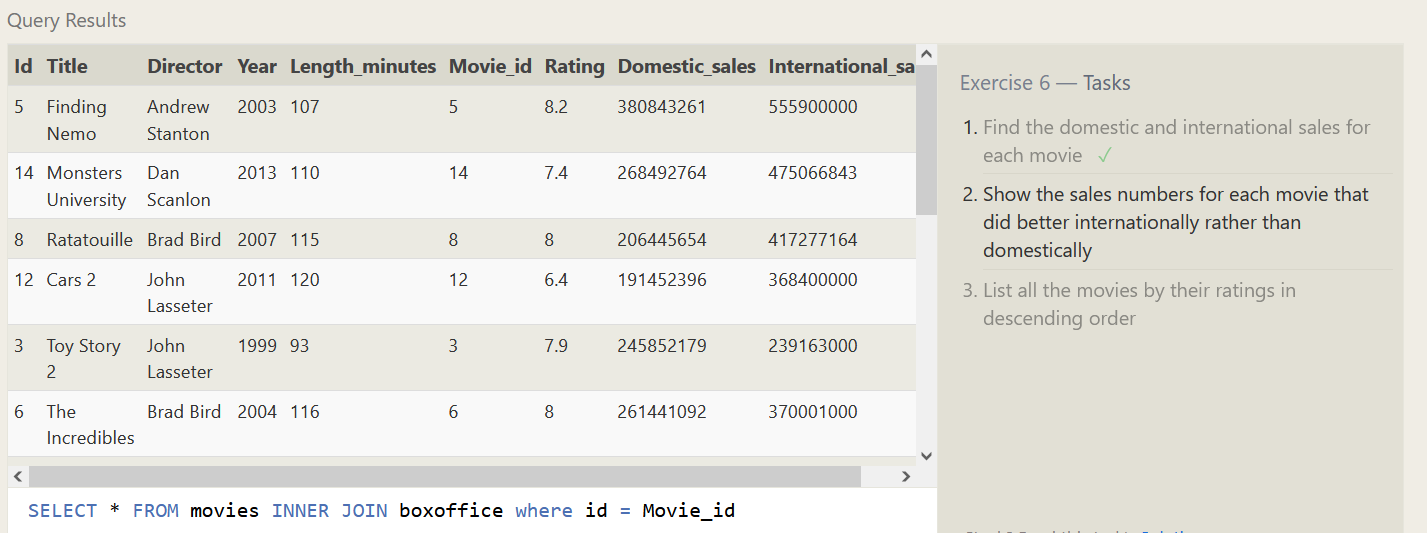 Query Results
Id Title Director Year Length_minutes Movie_id Rating Domestic_sales International_sa
5 Finding Andrew 2003 107 5 8.2 380843261 555900000
Nemo Stanton
14 Monsters Dan 2013 110 14 7.4 268492764 475066843
University Scanlon
8 Ratatouille Brad Bird 2007 115 8 8 206445654 417277164
12 Cars 2 John 2011 120 12 6.4 191452396 368400000
Lasseter
3 Toy Story John 1999 93 3 7.9 245852179 239163000
2 Lasseter
6 The Brad Bird 2004 116 6 8 261441092 370001000
Incredibles
SELECT * FROM movies INNER JOIN boxoffice where id = Movie_id
Exercise 6 — Tasks
1. Find the domestic and international sales for
each movie ✓
2. Show the sales numbers for each movie that
did better internationally rather than
domestically
3. List all the movies by their ratings in
descending order